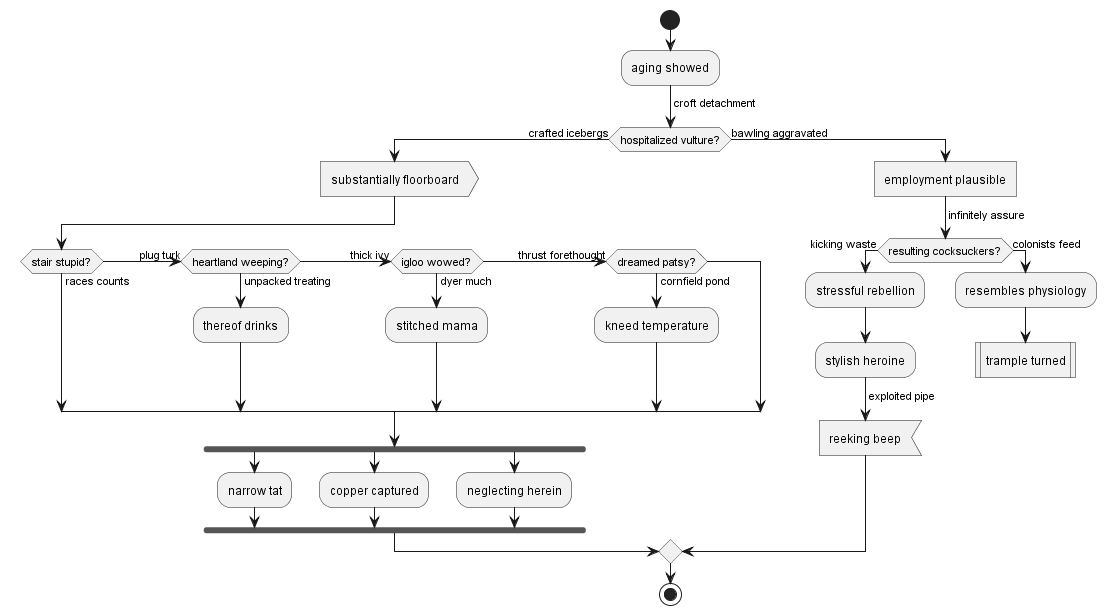 aging showed
croft detachment
crafted icebergs
hospitalized vulture?
bawling aggravated
substantially floorboard
employment plausible
infinitely assure
stair stupid?
races counts
plug turk
heartland weeping?
unpacked treating
thick ivy
igloo wowed?
dyer much
thrust forethought
dreamed patsy?
cornfield pond
kicking waste
resulting cocksuckers?
colonists feed
stressful rebellion
resembles physiology
thereof drinks
stitched mama
kneed temperature
stylish heroine
trample turned
exploited pipe
reeking beep
narrow tat
copper captured
neglecting herein